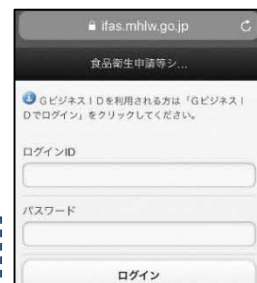 ifas.mhlw.go.jp
食品衛生申請等シ...
GビジネスIDを利用される方は「GビジネスI
Dでログイン」をクリックしてください。
ログインID
パスワード
ログイン